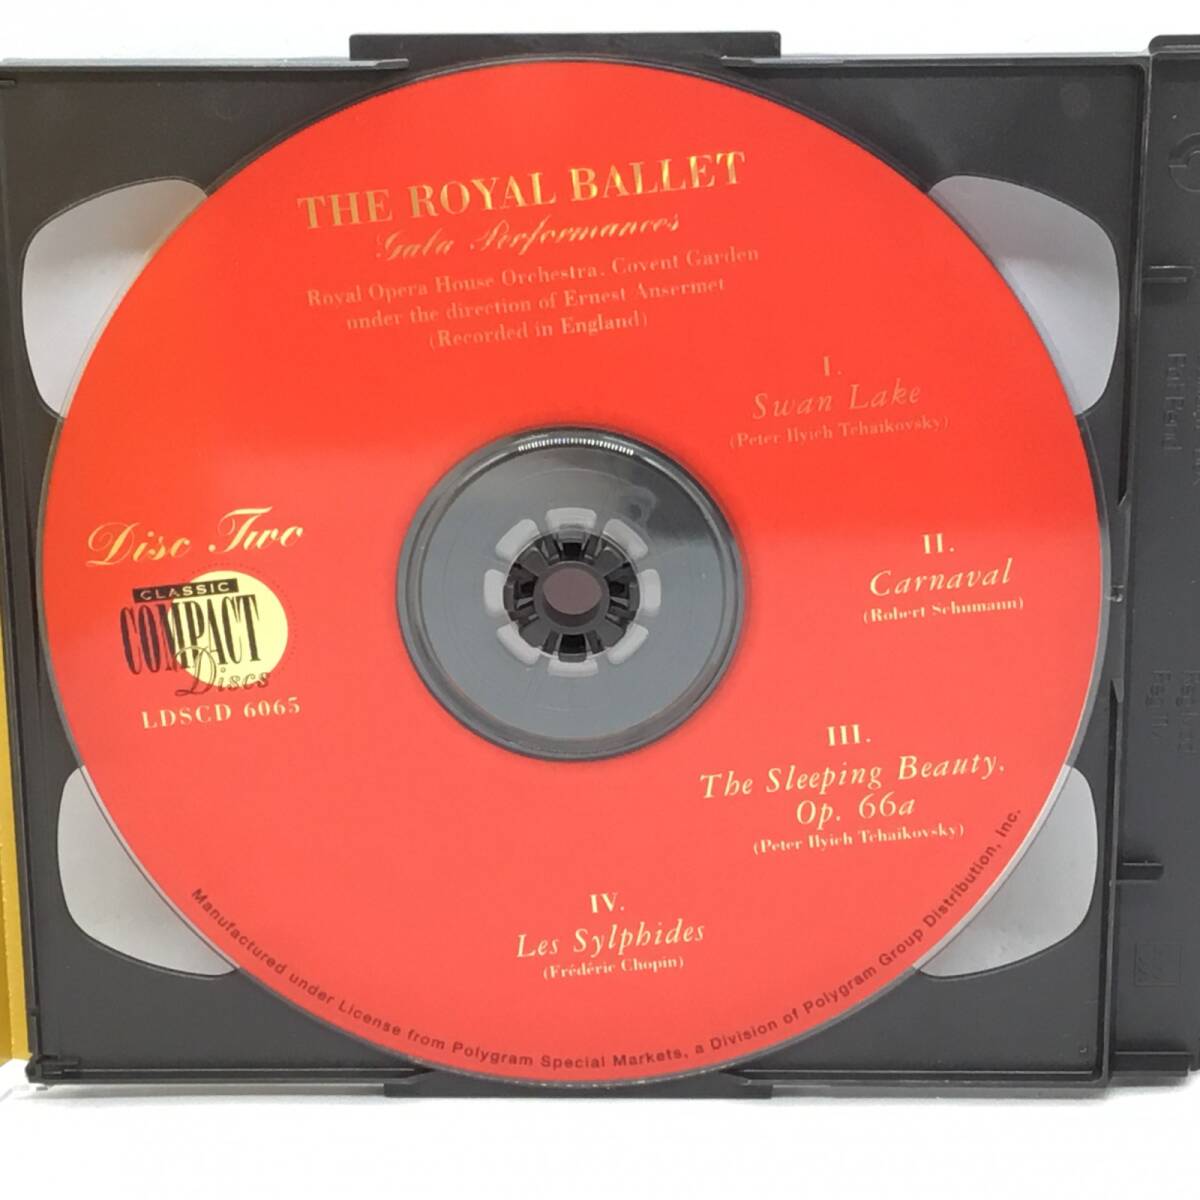 THE ROYAL BALLET
Gala Performances
Royal Opera House Orchestra, Covent Garden
under the direction of Ernest Ansermet
(Recorded in England)
I.
Swan Lake
(Peter Ilyich Tchaikovsky)
II.
Carnaval
(Robert Schumann)
Disc Two
CLASSIC
COMPACT
Discs
LDSCD 6065
III.
The Sleeping Beauty,
Op. 66a
(Peter Ilyich Tchaikovsky)
IV.
Les Sylphides
(Frédéric Chopin)
Manufactured under License from Polygram Special Markets, a Division of Polygram Group Distribution, Inc.